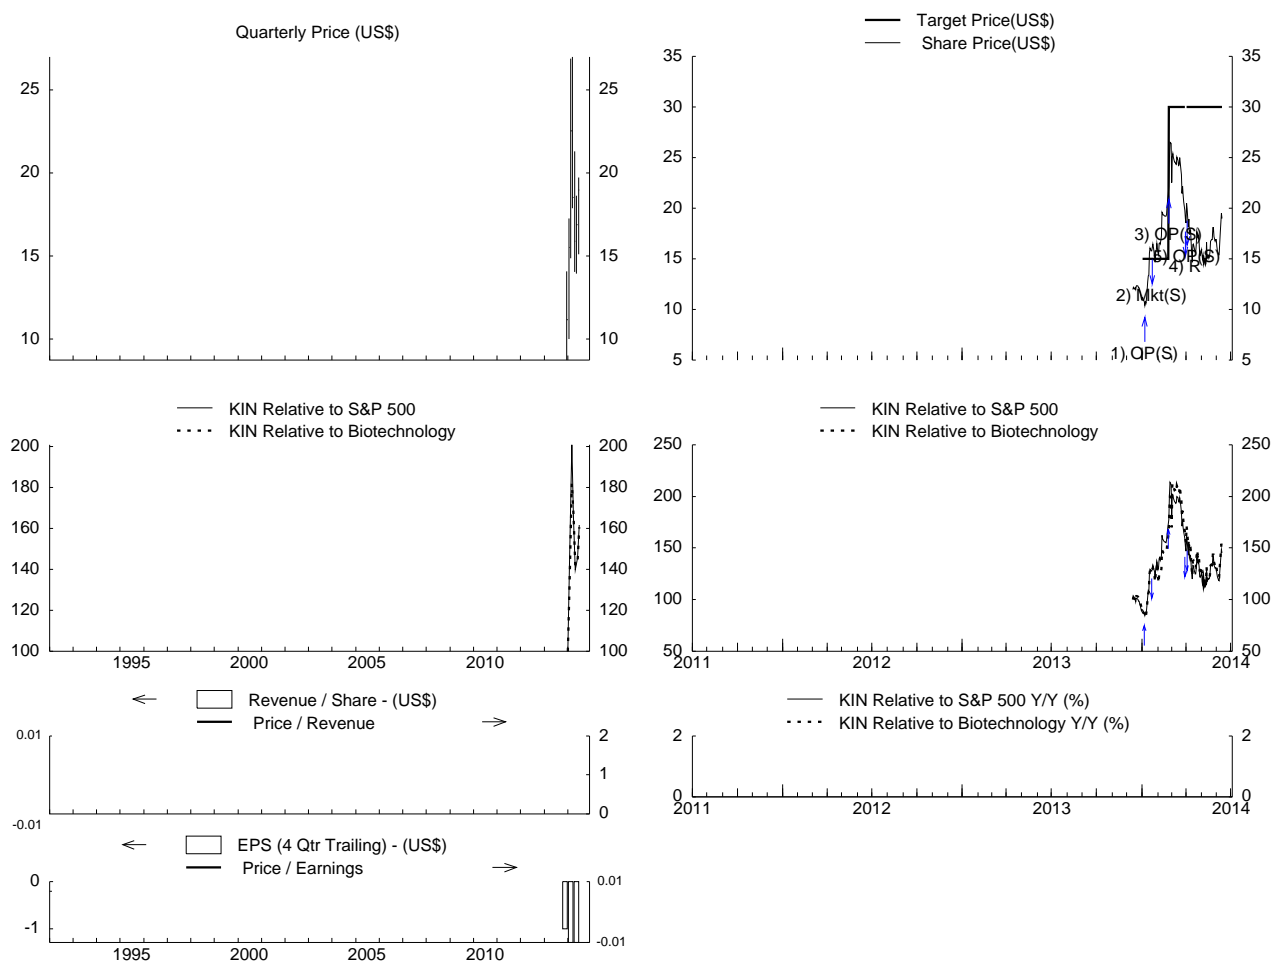 Quarterly Price (US$)
25 25
20 20
15 15
10 10
Target Price(US$)
Share Price(US$)
35 35
30 30
25 25
20 20
15 15
10 10
5 5
3) OP(S)
5) OP(S)
4) R
2) Mkt(S)
1) OP(S)
KIN Relative to S&P 500
KIN Relative to Biotechnology
200 200
180 180
160 160
140 140
120 120
100 100
1995 2000 2005 2010
KIN Relative to S&P 500
KIN Relative to Biotechnology
250 250
200 200
150 150
100 100
50 50
2011 2012 2013 2014
Revenue / Share - (US$)
Price / Revenue
0.01 2
1
0
-0.01
KIN Relative to S&P 500 Y/Y (%)
KIN Relative to Biotechnology Y/Y (%)
2 2
0 0
2011 2012 2013 2014
EPS (4 Qtr Trailing) - (US$)
Price / Earnings
0 0.01
-1
-0.01
1995 2000 2005 2010